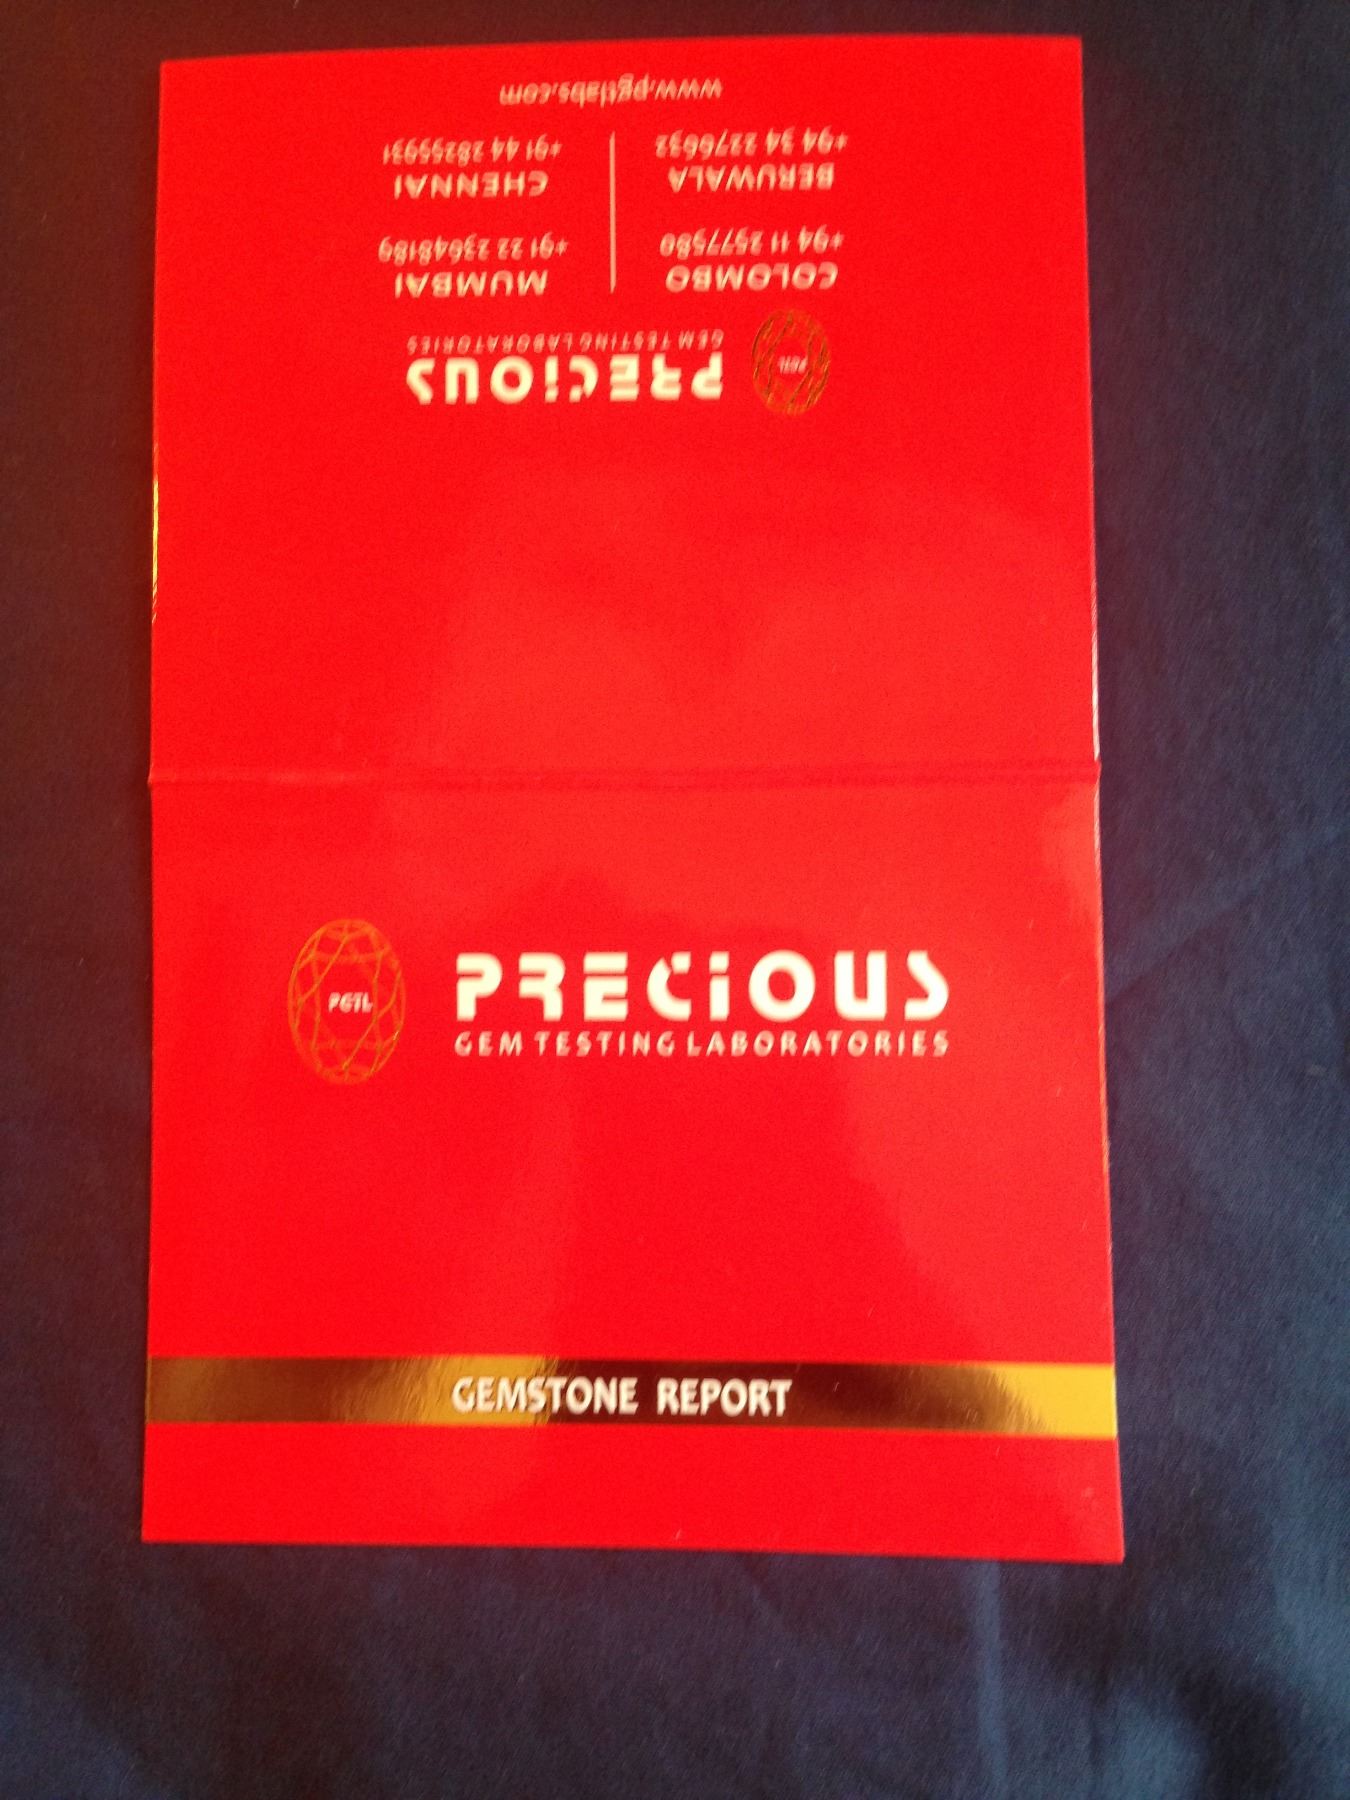 PRECIOUS
GEM TESTING LABORATORIES
PGTL
COLOMBO
+94 11 2577580
MUMBAI
+91 22 23648189
BERUWALA
+94 34 2276632
CHENNAI
+91 44 28255931
www.pgtlabs.com
PGTL
PRECIOUS
GEM TESTING LABORATORIES
GEMSTONE REPORT